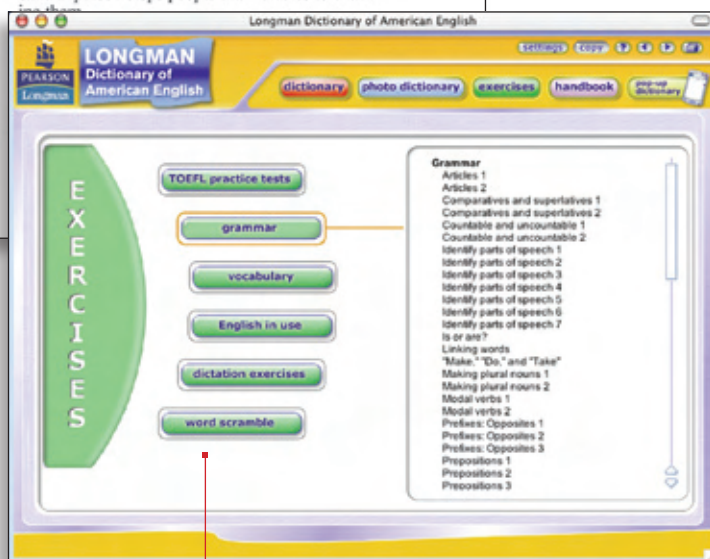 ing them
Longman Dictionary of American English
settings copy ?
PEARSON
Longman
LONGMAN
Dictionary of
American English
dictionary photo dictionary exercises handbook pop-up dictionary
EXERCISES
TOEFL practice tests
grammar
vocabulary
English in use
dictation exercises
word scramble
Grammar
Articles 1
Articles 2
Comparatives and superlatives 1
Comparatives and superlatives 2
Countable and uncountable 1
Countable and uncountable 2
Identify parts of speech 1
Identify parts of speech 2
Identify parts of speech 3
Identify parts of speech 4
Identify parts of speech 5
Identify parts of speech 6
Identify parts of speech 7
Is or are?
Linking words
"Make," "Do," and "Take"
Making plural nouns 1
Making plural nouns 2
Modal verbs 1
Modal verbs 2
Prefixes: Opposites 1
Prefixes: Opposites 2
Prefixes: Opposites 3
Prepositions 1
Prepositions 2
Prepositions 3